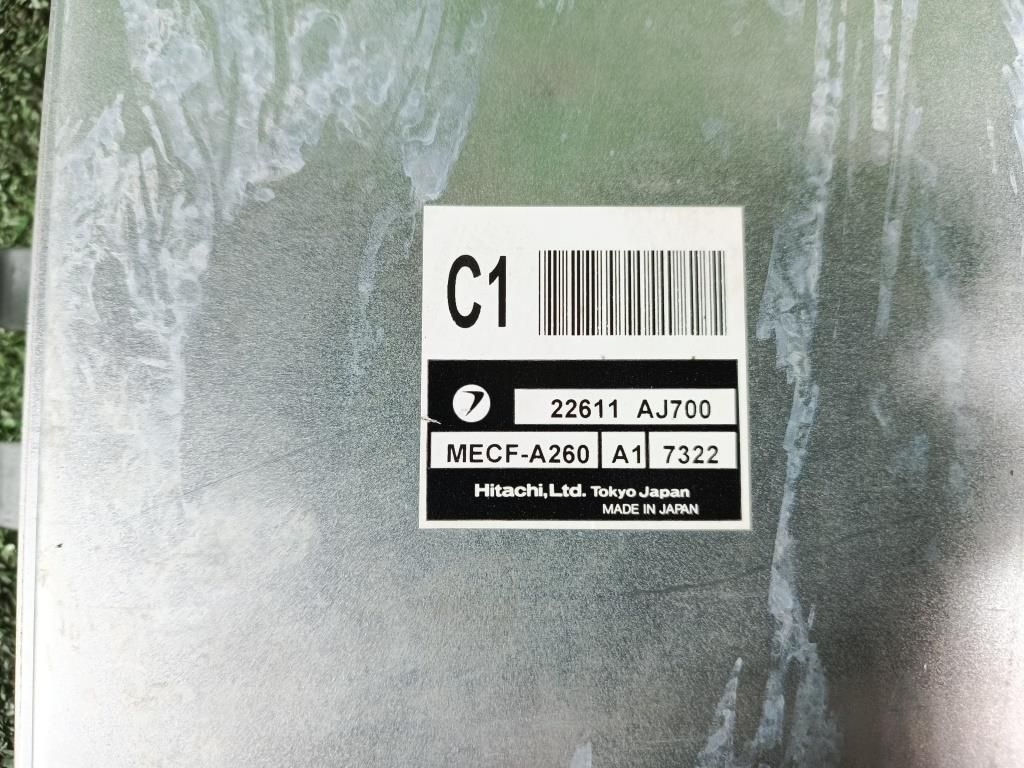 C1
22611 AJ700
MECF-A260 A1 7322
Hitachi,Ltd. Tokyo Japan
MADE IN JAPAN